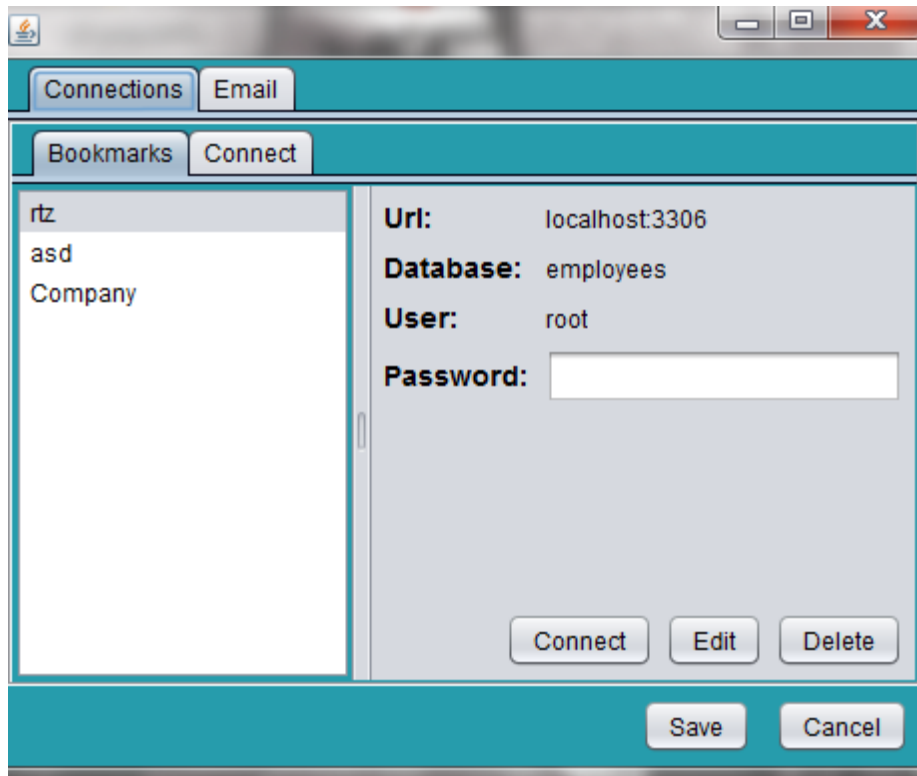 Connections Email
Bookmarks Connect
rtz
asd
Company
Url: localhost:3306
Database: employees
User: root
Password:
Connect Edit Delete
Save Cancel